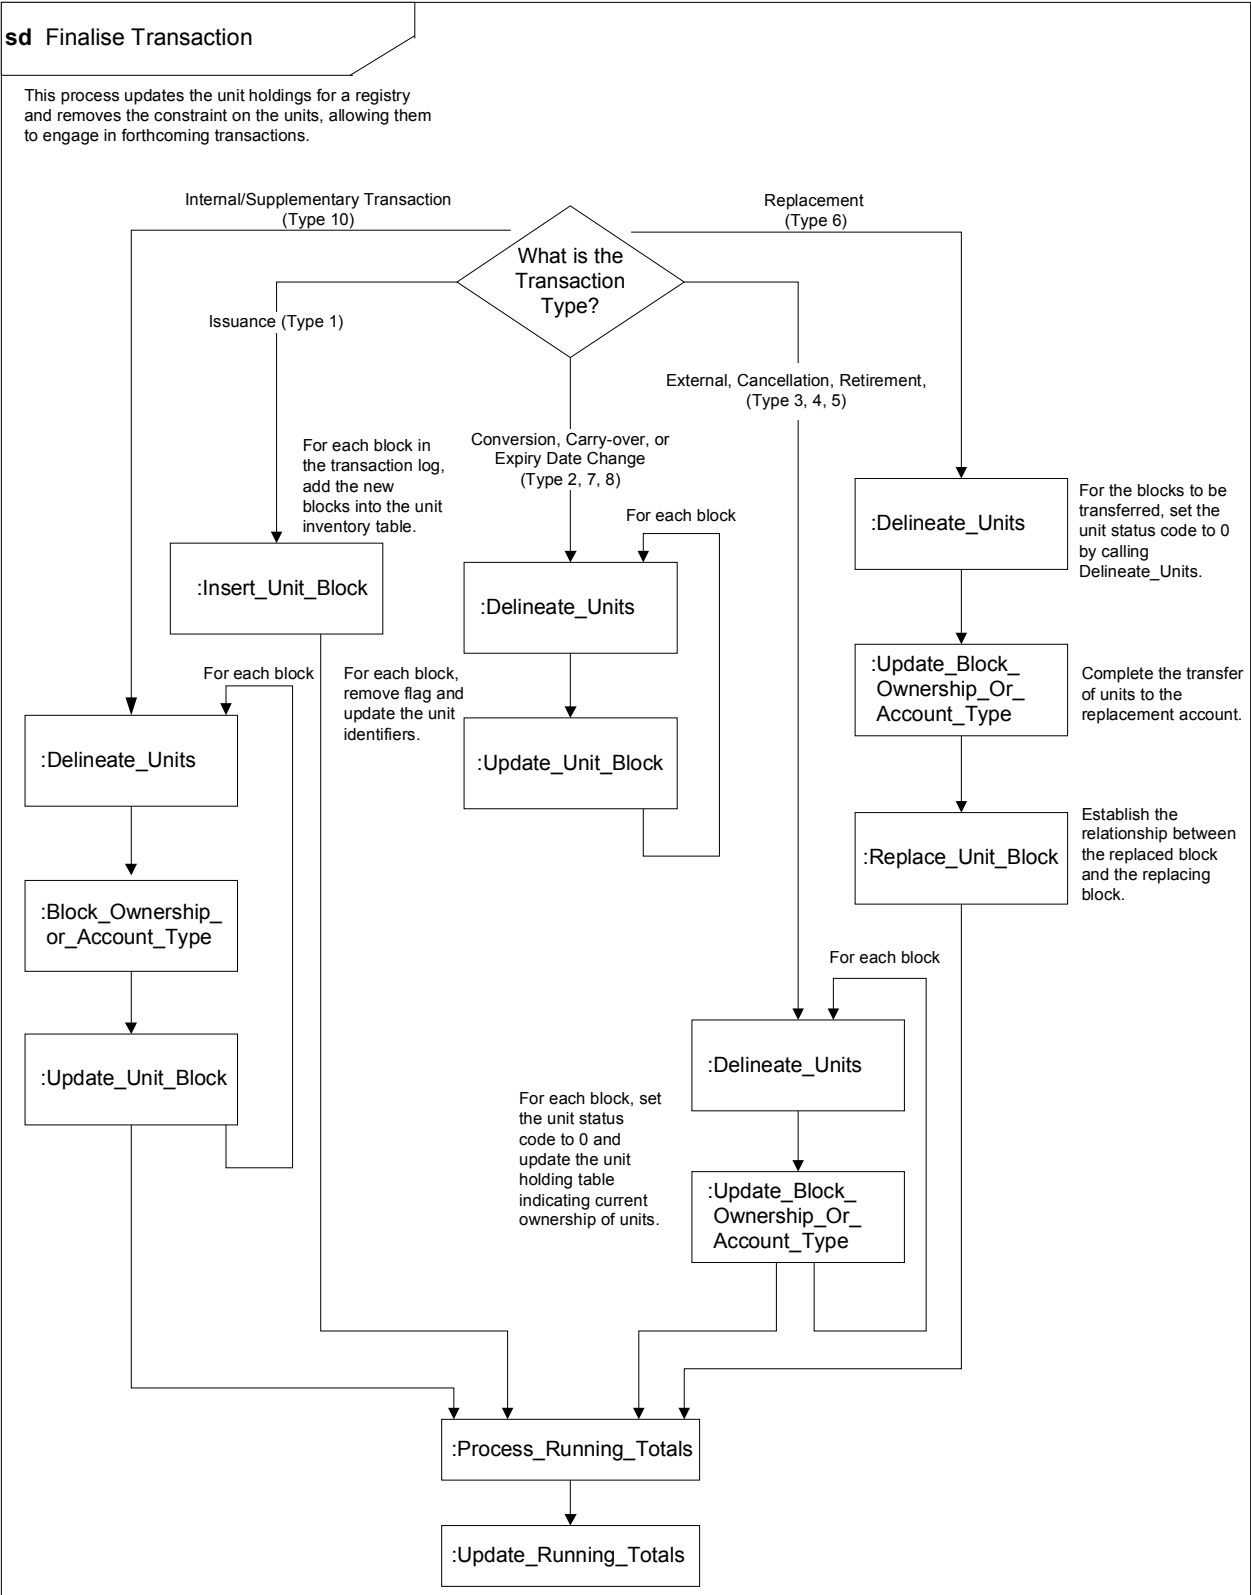 sd Finalise Transaction
This process updates the unit holdings for a registry
and removes the constraint on the units, allowing them
to engage in forthcoming transactions.
Internal/Supplementary Transaction
(Type 10)
Replacement
(Type 6)
What is the
Transaction
Type?
Issuance (Type 1)
External, Cancellation, Retirement,
(Type 3, 4, 5)
Conversion, Carry-over, or
Expiry Date Change
(Type 2, 7, 8)
For each block in
the transaction log,
add the new
blocks into the unit
inventory table.
:Insert_Unit_Block
For each block
:Delineate_Units
For each block,
remove flag and
update the unit
identifiers.
:Update_Unit_Block
:Delineate_Units
For the blocks to be
transferred, set the
unit status code to 0
by calling
Delineate_Units.
:Update_Block_
Ownership_Or_
Account_Type
Complete the transfer
of units to the
replacement account.
:Replace_Unit_Block
Establish the
relationship between
the replaced block
and the replacing
block.
For each block
:Delineate_Units
:Block_Ownership_
or_Account_Type
:Update_Unit_Block
For each block
:Delineate_Units
For each block, set
the unit status
code to 0 and
update the unit
holding table
indicating current
ownership of units.
:Update_Block_
Ownership_Or_
Account_Type
:Process_Running_Totals
:Update_Running_Totals